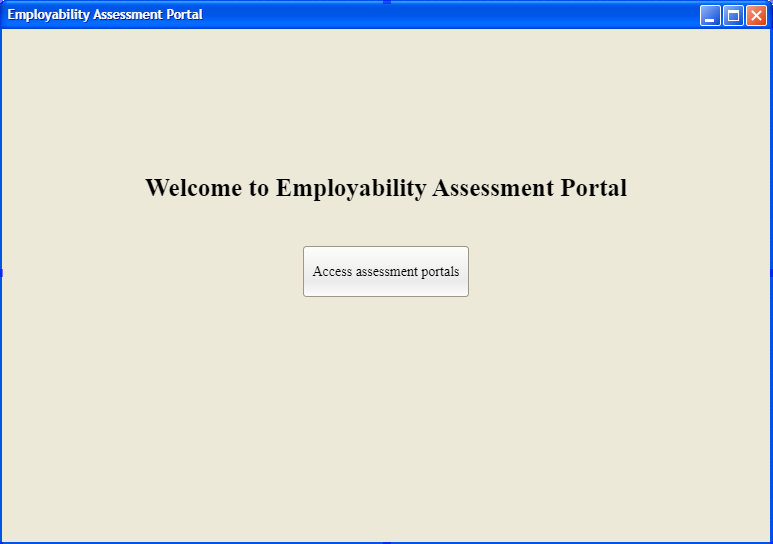 Employability Assessment Portal
Welcome to Employability Assessment Portal
Access assessment portals